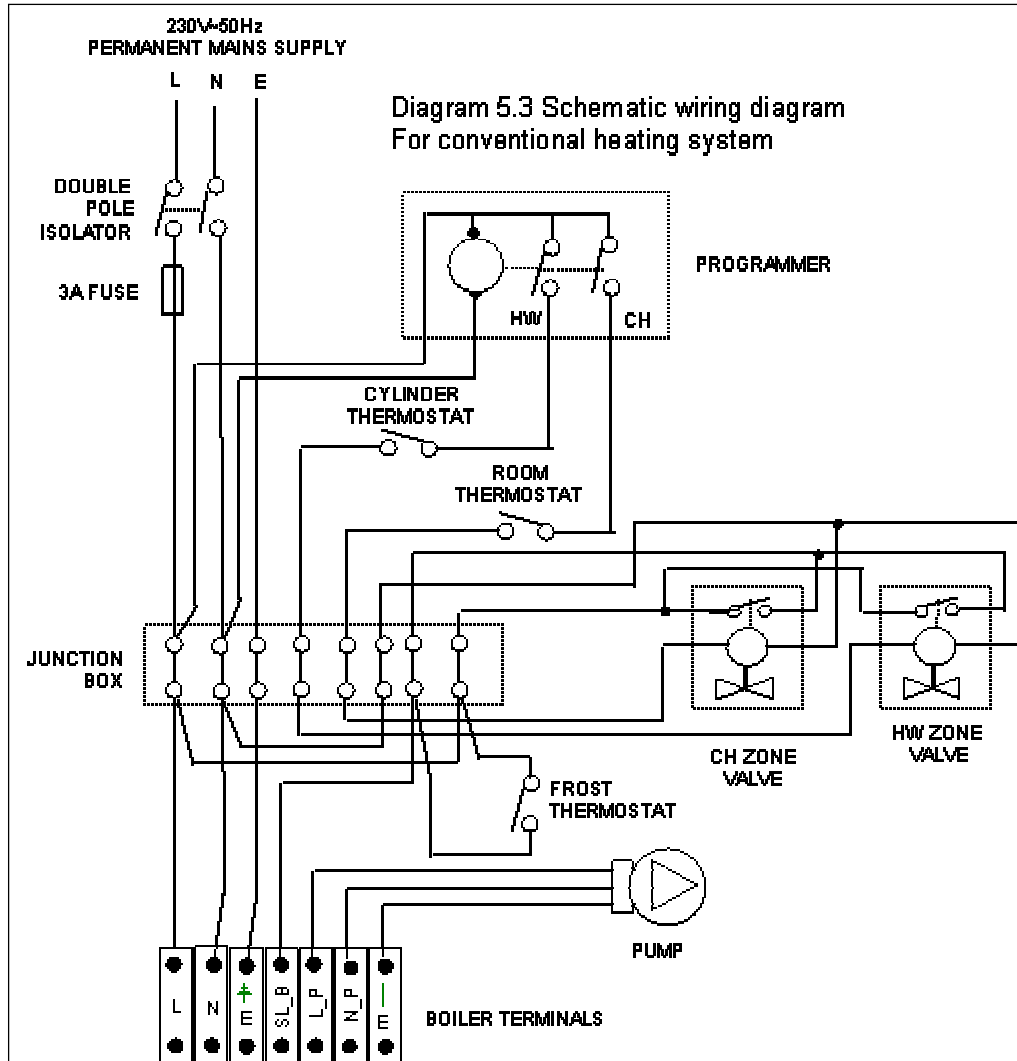 230V~50Hz
PERMANENT MAINS SUPPLY
L N E
Diagram 5.3 Schematic wiring diagram
For conventional heating system
DOUBLE
POLE
ISOLATOR
3A FUSE
PROGRAMMER
HW
CH
CYLINDER
THERMOSTAT
ROOM
THERMOSTAT
JUNCTION
BOX
CH ZONE
VALVE
HW ZONE
VALVE
FROST
THERMOSTAT
PUMP
L
N
E
SL_B
L_P
N_P
E
BOILER TERMINALS